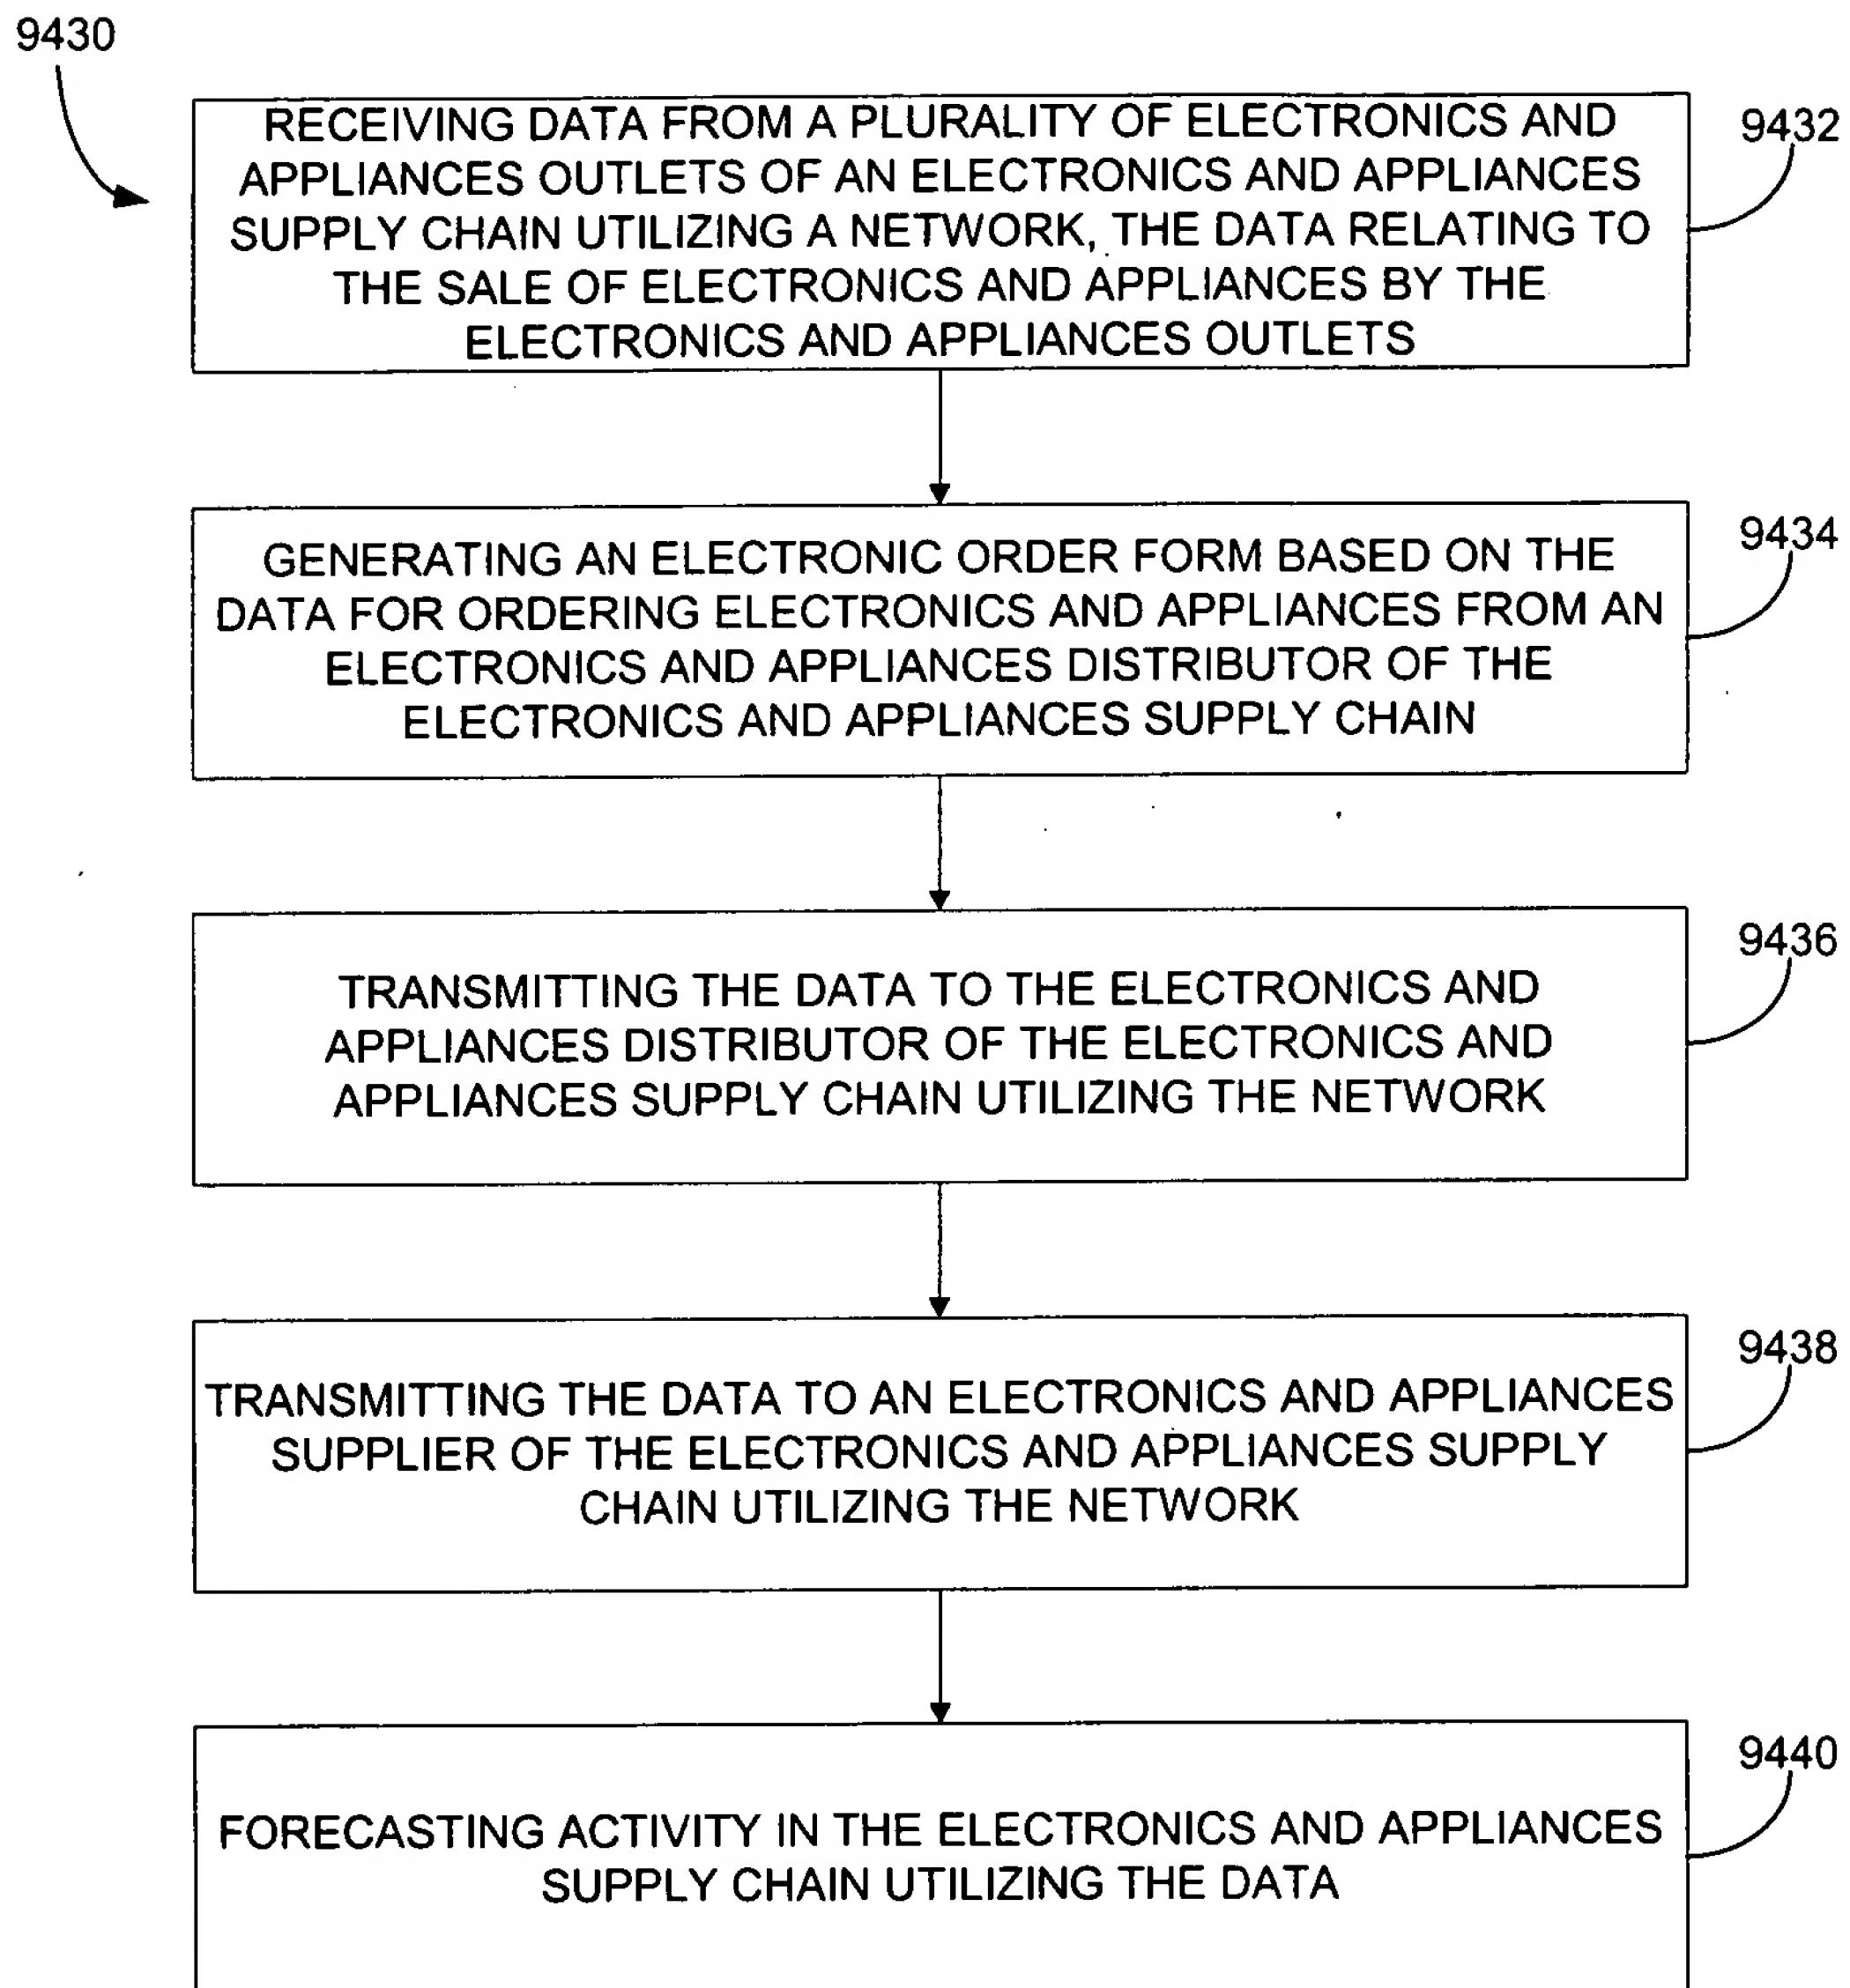 9430
RECEIVING DATA FROM A PLURALITY OF ELECTRONICS AND
APPLIANCES OUTLETS OF AN ELECTRONICS AND APPLIANCES
SUPPLY CHAIN UTILIZING A NETWORK, THE DATA RELATING TO
THE SALE OF ELECTRONICS AND APPLIANCES BY THE
ELECTRONICS AND APPLIANCES OUTLETS
9432
GENERATING AN ELECTRONIC ORDER FORM BASED ON THE
DATA FOR ORDERING ELECTRONICS AND APPLIANCES FROM AN
ELECTRONICS AND APPLIANCES DISTRIBUTOR OF THE
ELECTRONICS AND APPLIANCES SUPPLY CHAIN
9434
TRANSMITTING THE DATA TO THE ELECTRONICS AND
APPLIANCES DISTRIBUTOR OF THE ELECTRONICS AND
APPLIANCES SUPPLY CHAIN UTILIZING THE NETWORK
9436
TRANSMITTING THE DATA TO AN ELECTRONICS AND APPLIANCES
SUPPLIER OF THE ELECTRONICS AND APPLIANCES SUPPLY
CHAIN UTILIZING THE NETWORK
9438
FORECASTING ACTIVITY IN THE ELECTRONICS AND APPLIANCES
SUPPLY CHAIN UTILIZING THE DATA
9440